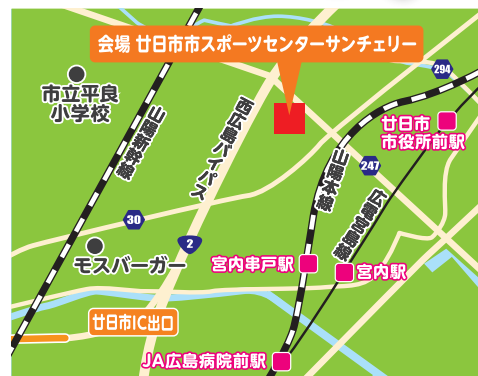 会場 廿日市市スポーツセンターサンチェリー
294
市立平良
小学校
山陽新幹線
西広島バイパス
廿日市
市役所前駅
山陽本線
247
広電宮島線
30
2
モスバーガー
宮内串戸駅
宮内駅
廿日市IC出口
JA広島病院前駅